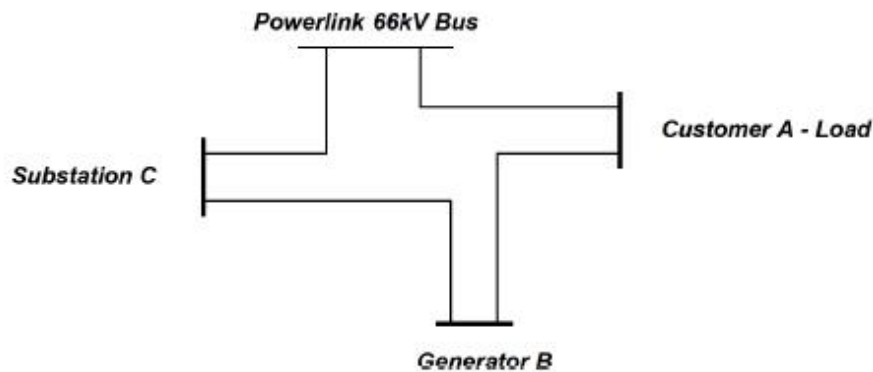 Powerlink 66kV Bus
Customer A - Load
Substation C
Generator B